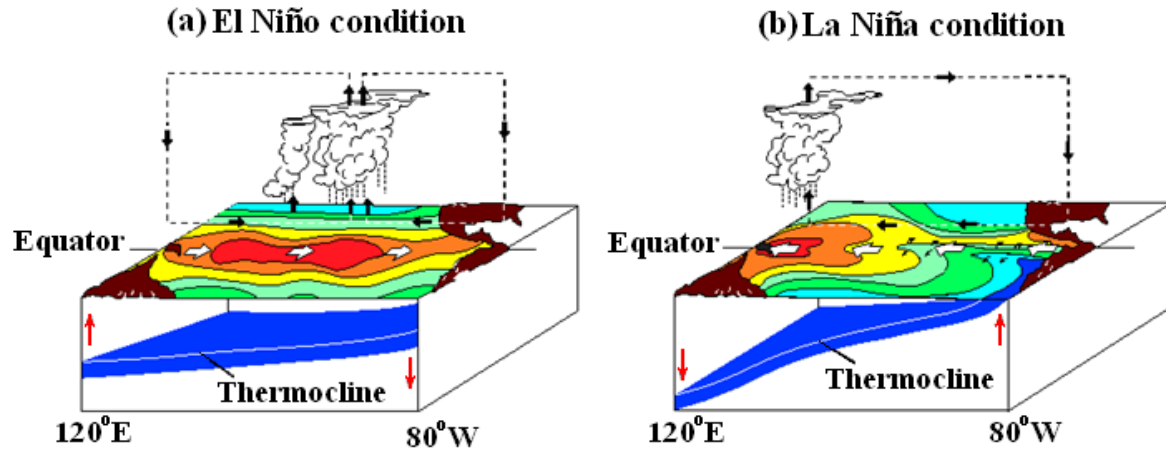 (a) El Niño condition
(b) La Niña condition
Equator
Equator
Thermocline
Thermocline
120°E
80°W
120°E
80°W